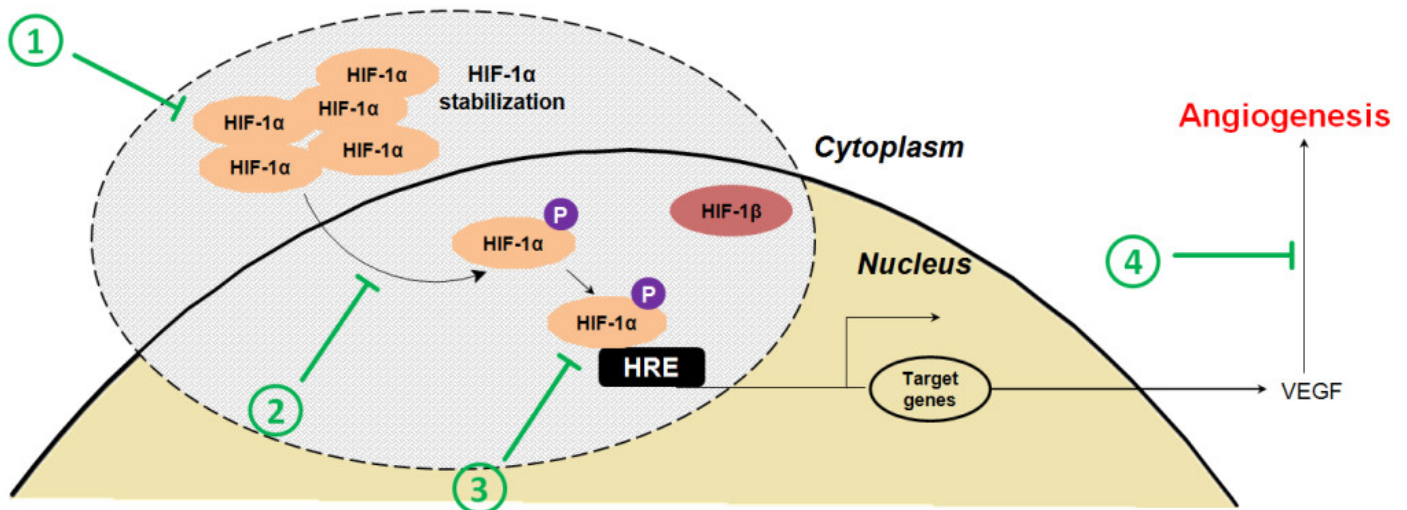 1
HIF-1α
HIF-1α
HIF-1α
HIF-1α
HIF-1α
HIF-1α
stabilization
Cytoplasm
Angiogenesis
P
HIF-1α
HIF-1β
Nucleus
4
P
HIF-1α
HRE
2
3
Target
genes
VEGF